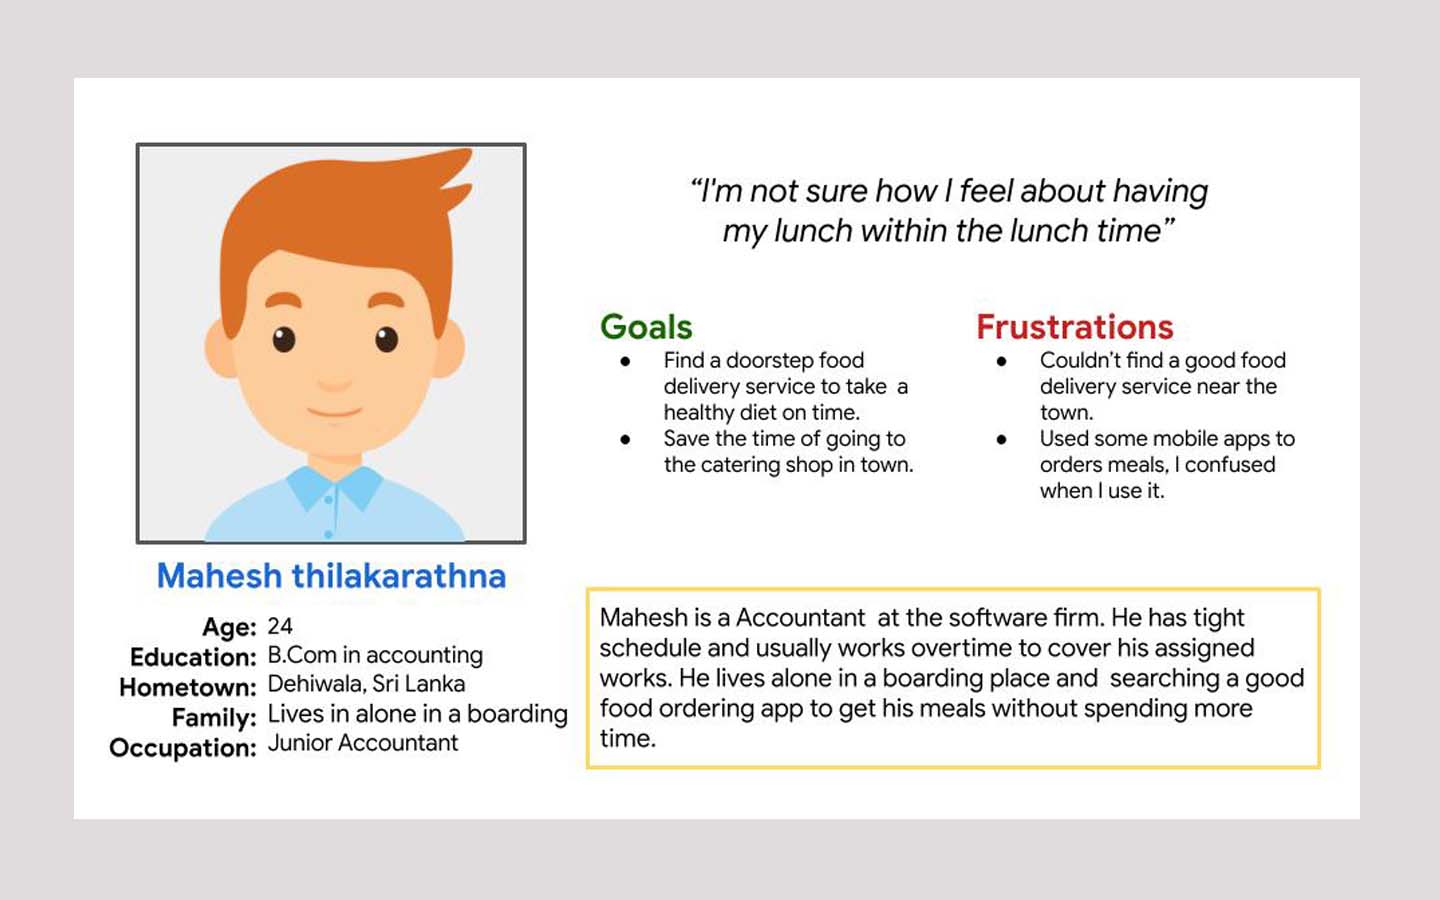 “I'm not sure how I feel about having
my lunch within the lunch time”
Goals
● Find a doorstep food
delivery service to take  a
healthy diet on time.
● Save the time of going to
the catering shop in town.
Frustrations
● Couldn’t find a good food
delivery service near the
town.
● Used some mobile apps to
orders meals, I confused
when I use it.
Mahesh thilakarathna
Age: 24
Education: B.Com in accounting
Hometown: Dehiwala, Sri Lanka
Family: Lives in alone in a boarding
Occupation: Junior Accountant
Mahesh is a Accountant  at the software firm. He has tight
schedule and usually works overtime to cover his assigned
works. He lives alone in a boarding place and  searching a good
food ordering app to get his meals without spending more
time.